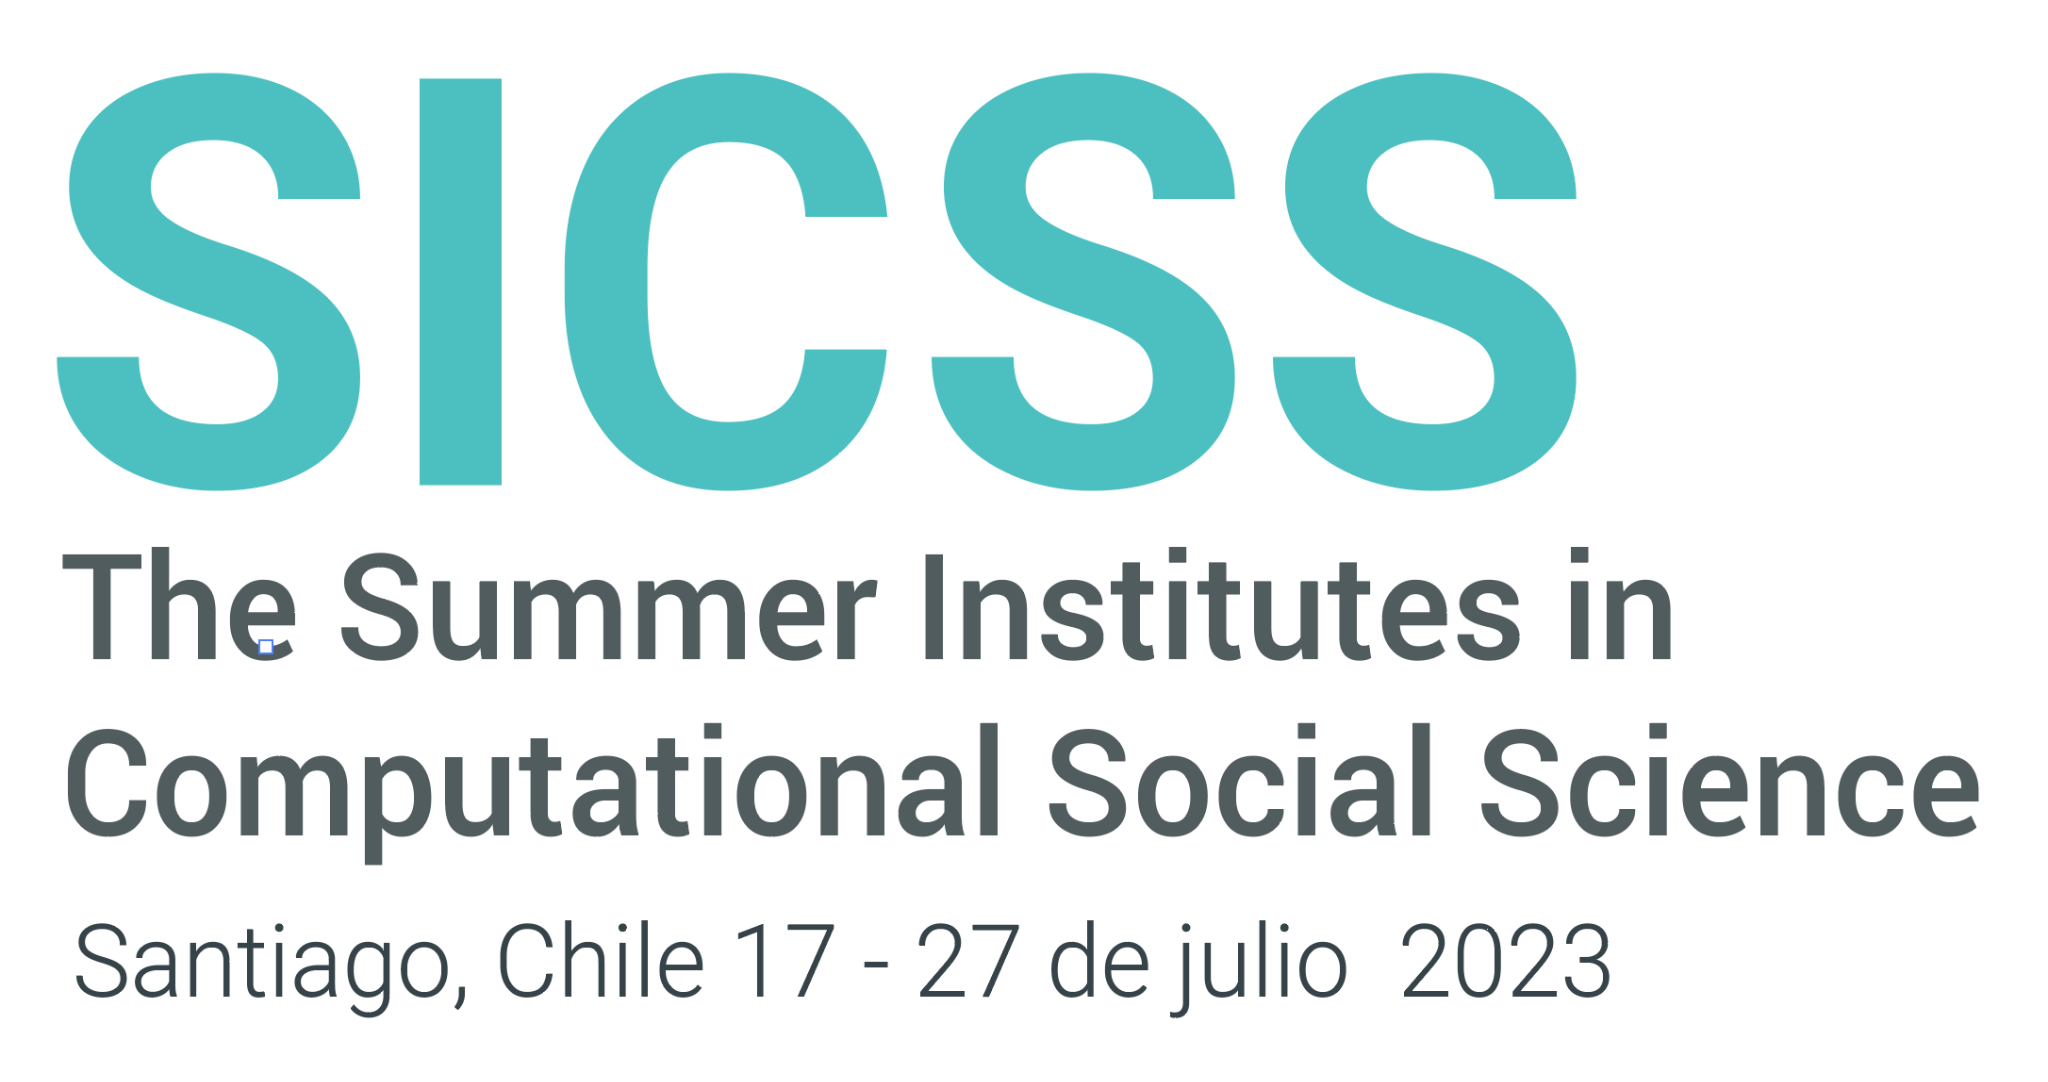 SICSS
The Summer Institutes in
Computational Social Science
Santiago, Chile 17 - 27 de julio  2023